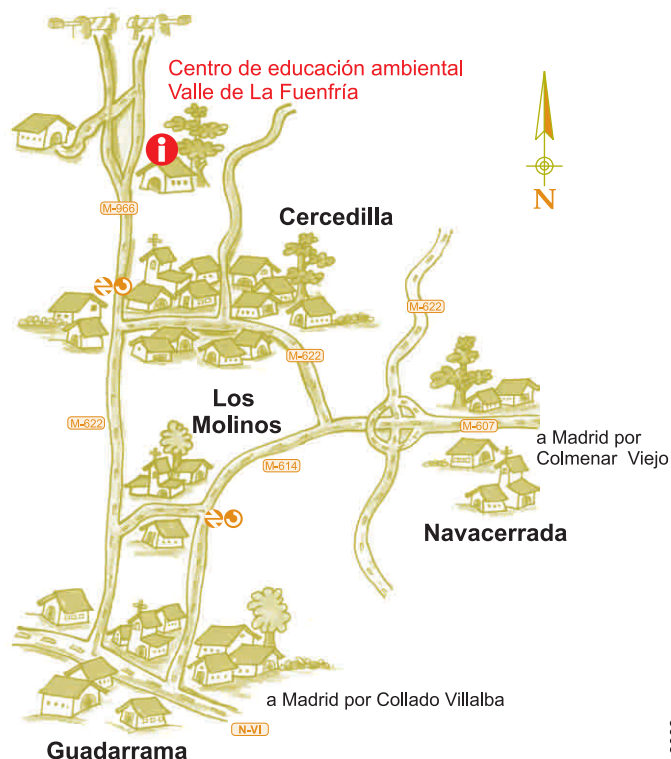 Centro de educación ambiental
Valle de La Fuenfría
i
N
M-966
Cercedilla
M-622
M-622
M-622
Los
Molinos
M-607
a Madrid por
Colmenar Viejo
M-614
Navacerrada
a Madrid por Collado Villalba
N-VI
Guadarrama